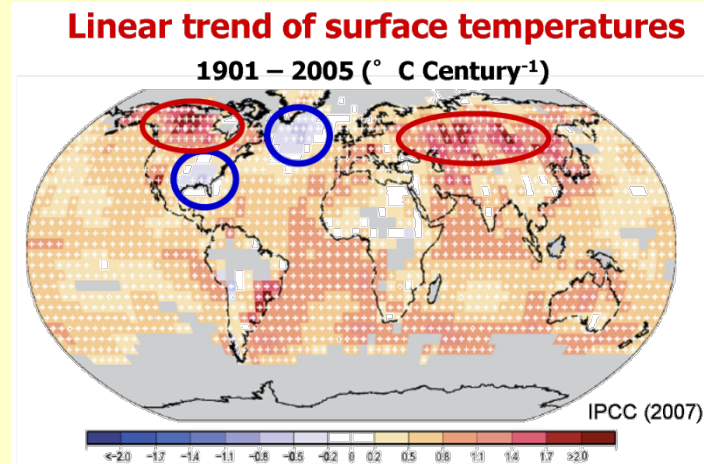 Linear trend of surface temperatures
1901 – 2005 (° C Century⁻¹)
IPCC (2007)
<-2.0 -1.7 -1.4 -1.1 -0.8 -0.5 -0.2 0 0.2 0.5 0.8 1.1 1.4 1.7 >2.0